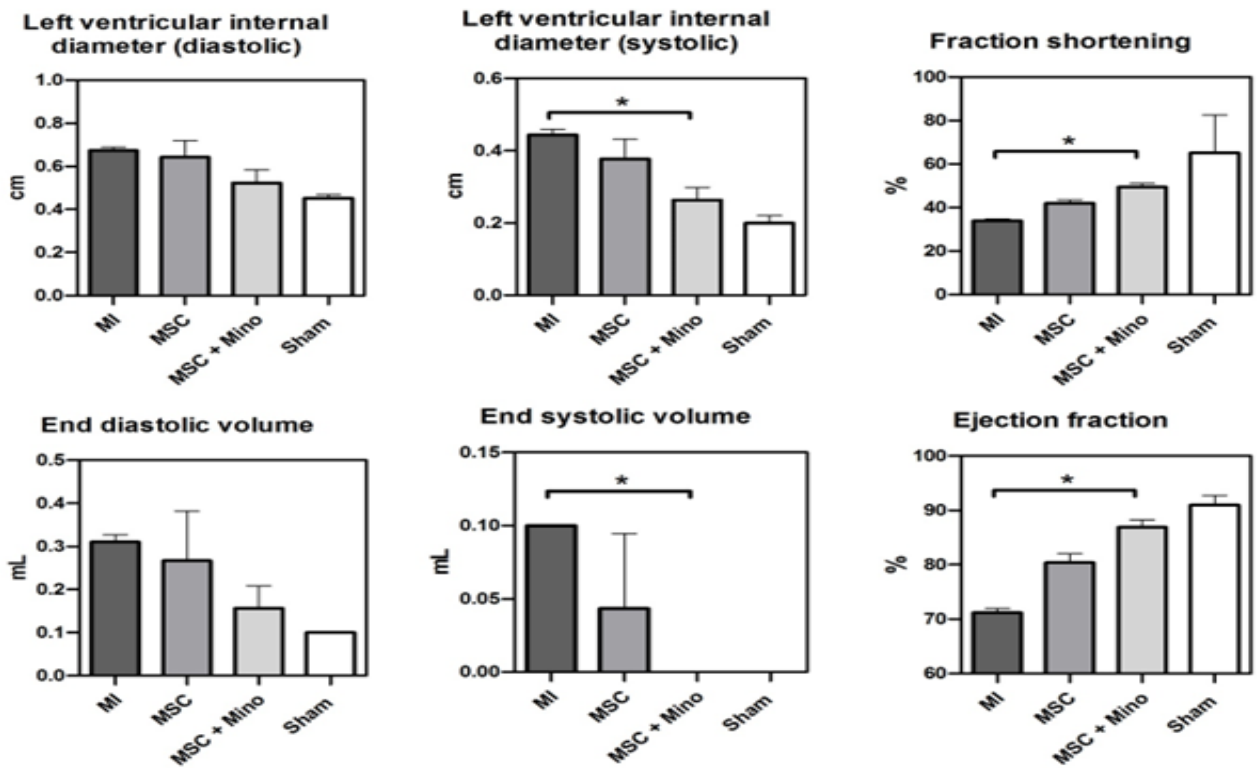 Left ventricular internal
diameter (diastolic)
1.0
0.8
0.6
0.4
0.2
0.0
cm
MI
MSC
MSC + Mino
Sham
Left ventricular internal
diameter (systolic)
0.6
0.4
0.2
0.0
cm
*
MI
MSC
MSC + Mino
Sham
Fraction shortening
100
80
60
40
20
0
%
*
MI
MSC
MSC + Mino
Sham
End diastolic volume
0.5
0.4
0.3
0.2
0.1
0.0
mL
MI
MSC
MSC + Mino
Sham
End systolic volume
0.15
0.10
0.05
0.00
mL
*
MI
MSC
MSC + Mino
Sham
Ejection fraction
100
90
80
70
60
%
*
MI
MSC
MSC + Mino
Sham